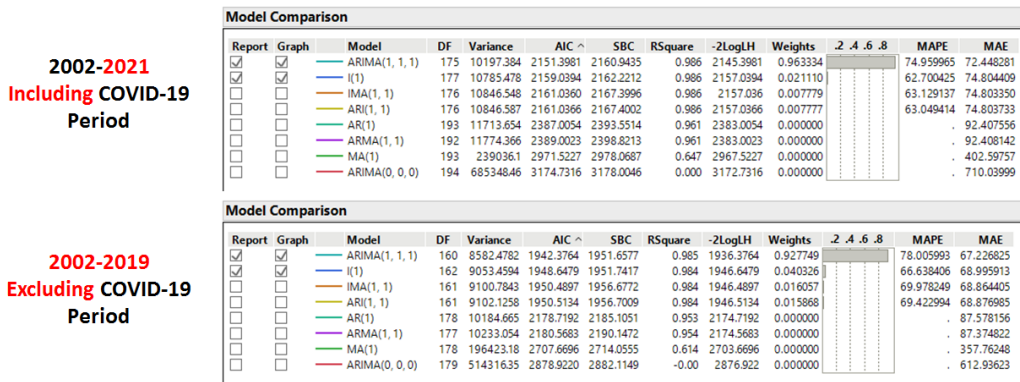 2002-2021
Including COVID-19
Period
Model Comparison
Report Graph Model DF Variance AIC ^ SBC RSquare -2LogLH Weights .2 .4 .6 .8 MAPE MAE
ARIMA(1, 1, 1) 175 10197.384 2151.3981 2160.9435 0.986 2145.3981 0.963334 74.959965 72.448281
I(1) 177 10785.478 2159.0394 2162.2212 0.986 2157.0394 0.021110 62.700425 74.804409
IMA(1, 1) 176 10846.548 2161.0360 2167.3996 0.986 2157.036 0.007779 63.129137 74.803350
ARI(1, 1) 176 10846.587 2161.0366 2167.4002 0.986 2157.0366 0.007777 63.049414 74.803733
AR(1) 193 11713.654 2387.0054 2393.5514 0.961 2383.0054 0.000000 . 92.407556
ARMA(1, 1) 192 11774.366 2389.0023 2398.8213 0.961 2383.0023 0.000000 . 92.408142
MA(1) 193 239036.1 2971.5227 2978.0687 0.647 2967.5227 0.000000 . 402.59757
ARIMA(0, 0, 0) 194 685348.46 3174.7316 3178.0046 0.000 3172.7316 0.000000 . 710.03999
2002-2019
Excluding COVID-19
Period
Model Comparison
Report Graph Model DF Variance AIC ^ SBC RSquare -2LogLH Weights .2 .4 .6 .8 MAPE MAE
ARIMA(1, 1, 1) 160 8582.4782 1942.3764 1951.6577 0.985 1936.3764 0.927749 78.005993 67.226825
I(1) 162 9053.4594 1948.6479 1951.7417 0.984 1946.6479 0.040326 66.638406 68.995913
IMA(1, 1) 161 9100.7843 1950.4897 1956.6772 0.984 1946.4897 0.016057 69.978249 68.864405
ARI(1, 1) 161 9102.1258 1950.5134 1956.7009 0.984 1946.5134 0.015868 69.422994 68.876985
AR(1) 178 10184.665 2178.7192 2185.1051 0.953 2174.7192 0.000000 . 87.578156
ARMA(1, 1) 177 10233.054 2180.5683 2190.1472 0.954 2174.5683 0.000000 . 87.374822
MA(1) 178 196423.18 2707.6696 2714.0555 0.614 2703.6696 0.000000 . 357.76248
ARIMA(0, 0, 0) 179 514316.35 2878.9220 2882.1149 -0.00 2876.922 0.000000 . 612.93623